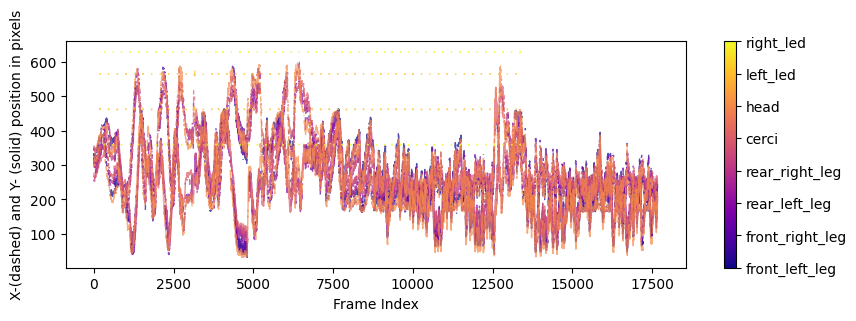 X-(dashed) and Y- (solid) position in pixels
600
500
400
300
200
100
0
2500
5000
7500
10000
12500
15000
17500
Frame Index
right_led
left_led
head
cerci
rear_right_leg
rear_left_leg
front_right_leg
front_left_leg